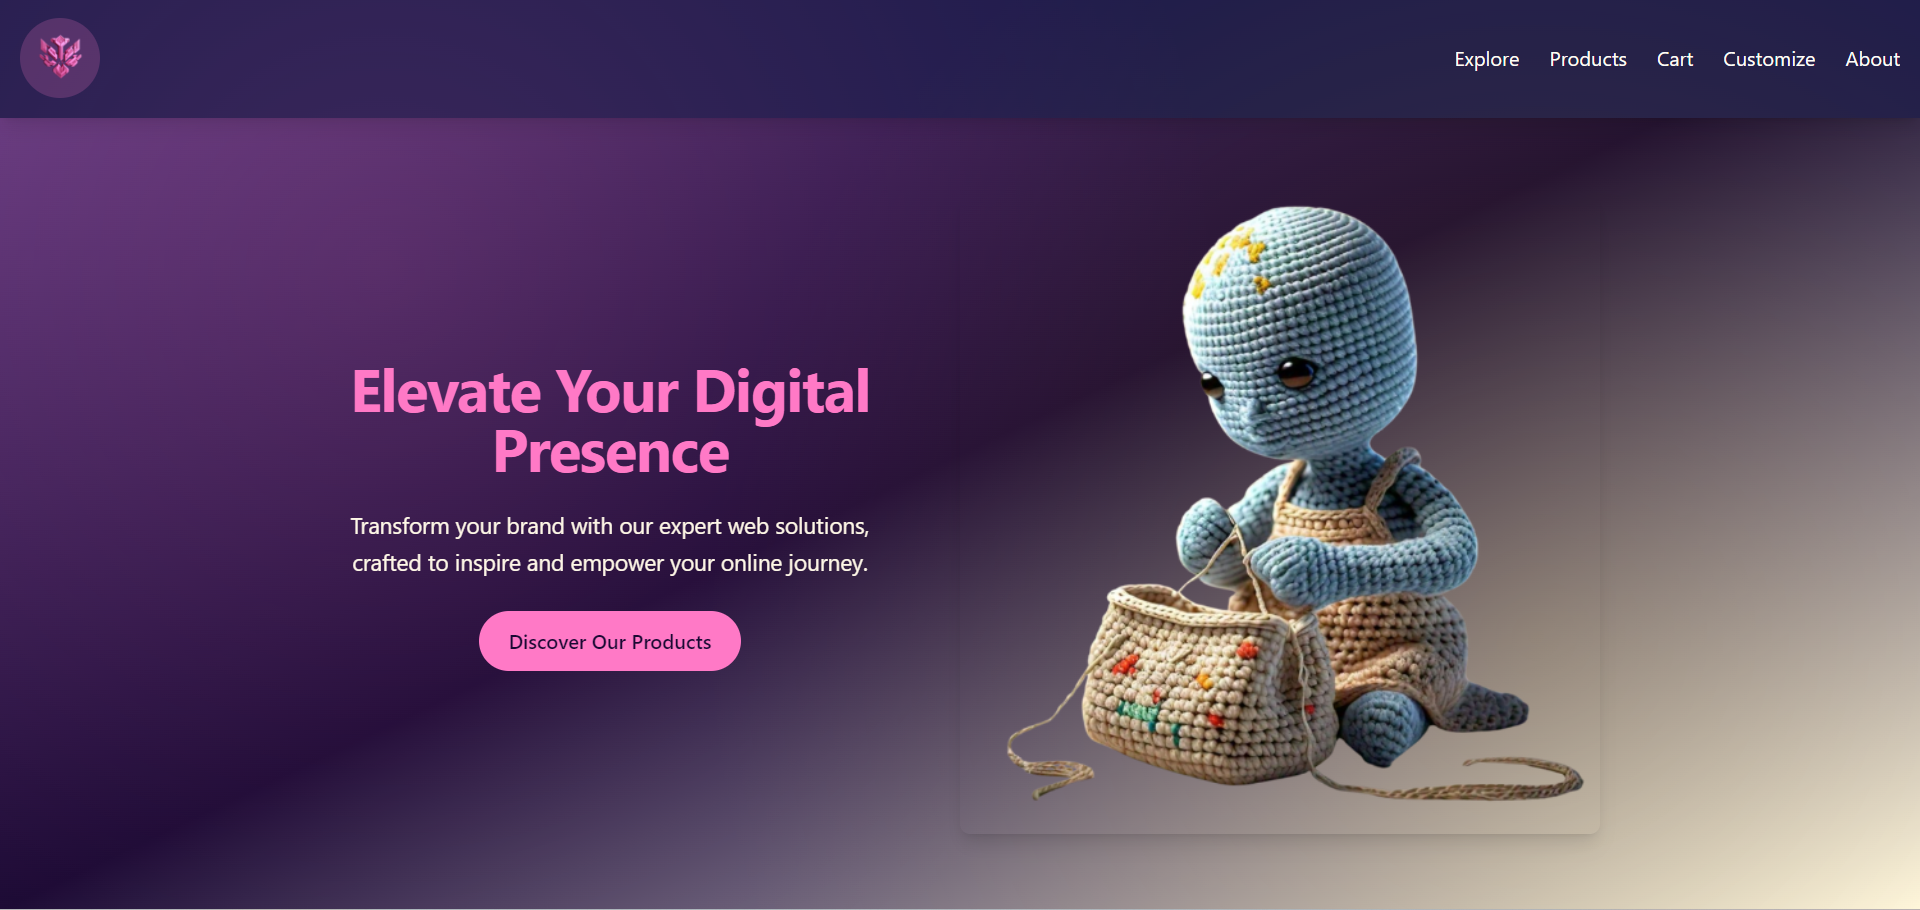 Explore Products Cart Customize About
Elevate Your Digital
Presence
Transform your brand with our expert web solutions,
crafted to inspire and empower your online journey.
Discover Our Products